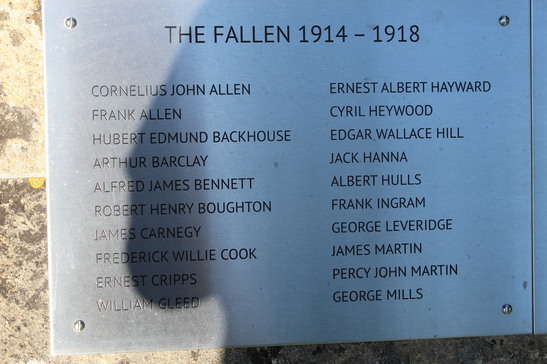 THE FALLEN 1914 – 1918
CORNELIUS JOHN ALLEN
FRANK ALLEN
HUBERT EDMUND BACKHOUSE
ARTHUR BARCLAY
ALFRED JAMES BENNETT
ROBERT HENRY BOUGHTON
JAMES CARNEGY
FREDERICK WILLIE COOK
ERNEST CRIPPS
WILLIAM GLEED
ERNEST ALBERT HAYWARD
CYRIL HEYWOOD
EDGAR WALLACE HILL
JACK HANNA
ALBERT HULLS
FRANK INGRAM
GEORGE LEVERIDGE
JAMES MARTIN
PERCY JOHN MARTIN
GEORGE MILLS